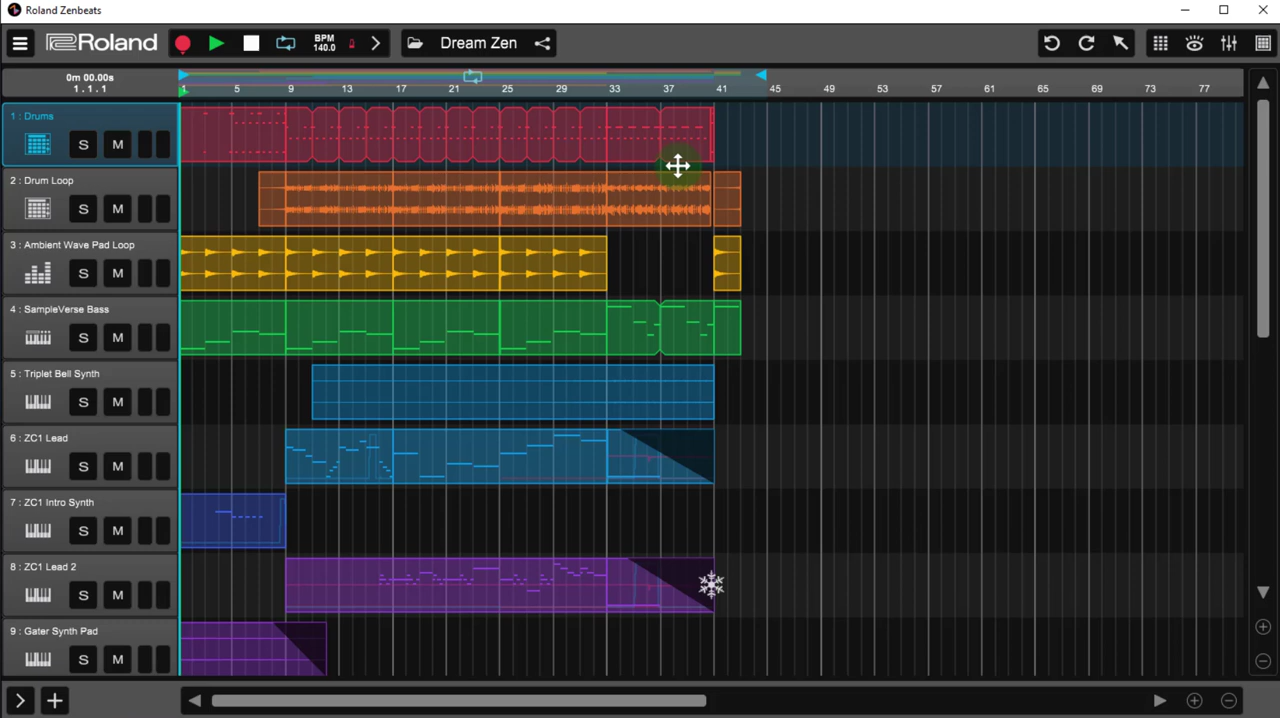 Roland Zenbeats
Roland
BPM
140.0
Dream Zen
0m 00.00s
1 . 1 . 1
1 5 9 13 17 21 25 29 33 37 41 45 49 53 57 61 65 69 73 77
1 : Drums
S M
2 : Drum Loop
S M
3 : Ambient Wave Pad Loop
S M
4 : SampleVerse Bass
S M
5 : Triplet Bell Synth
S M
6 : ZC1 Lead
S M
7 : ZC1 Intro Synth
S M
8 : ZC1 Lead 2
S M
9 : Gater Synth Pad
S M